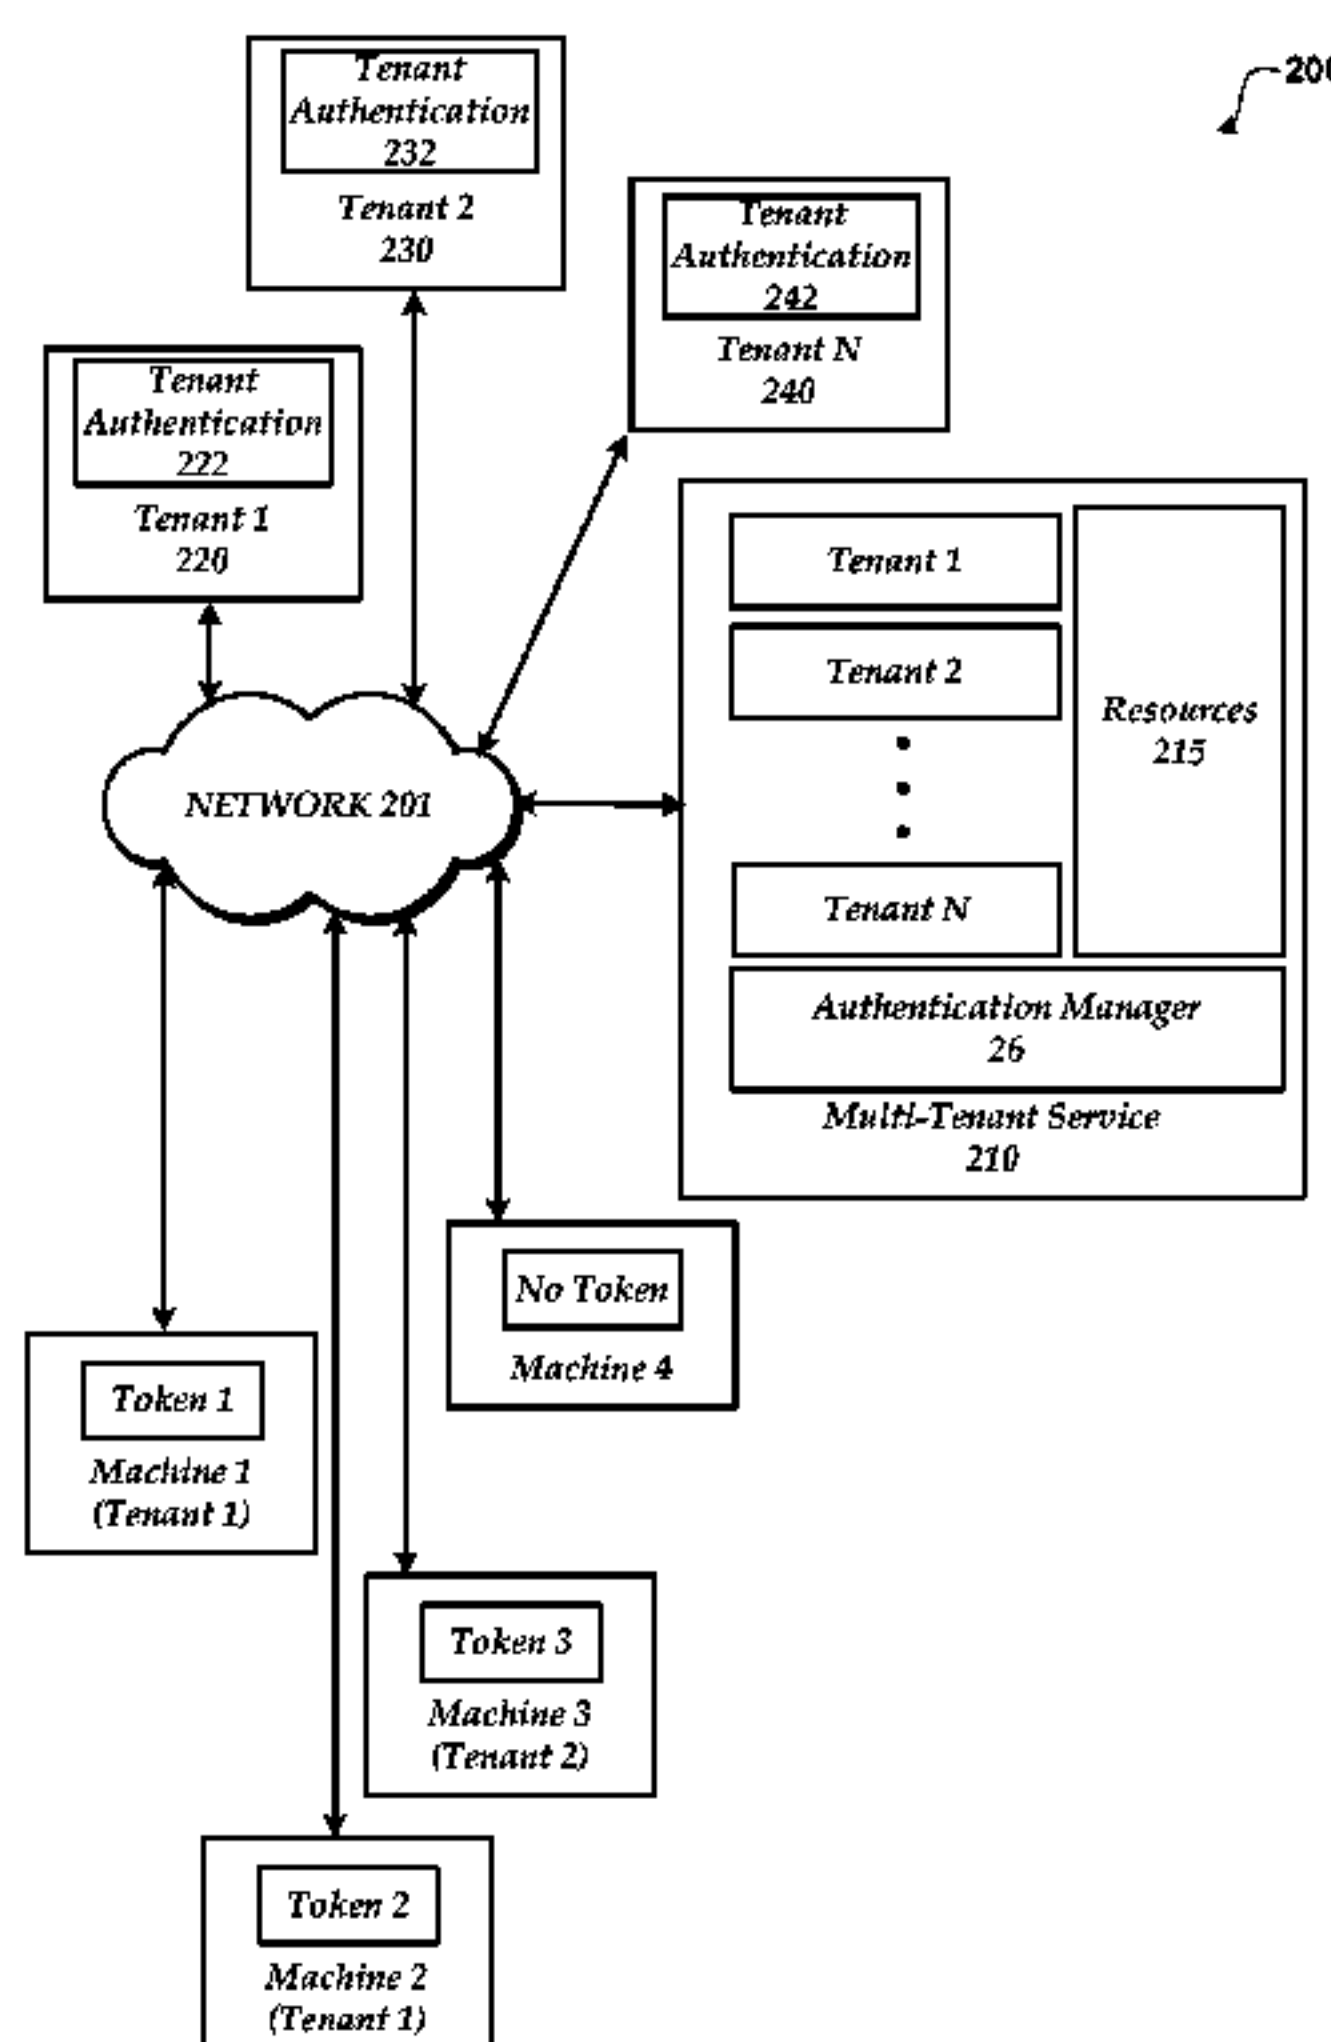 200
Tenant
Authentication
232
Tenant 2
230
Tenant
Authentication
242
Tenant N
240
Tenant
Authentication
222
Tenant 1
220
Tenant 1
Tenant 2
Resources
215
NETWORK 201
Tenant N
Authentication Manager
26
Multi-Tenant Service
210
No Token
Machine 4
Token 1
Machine 1
(Tenant 1)
Token 3
Machine 3
(Tenant 2)
Token 2
Machine 2
(Tenant 1)